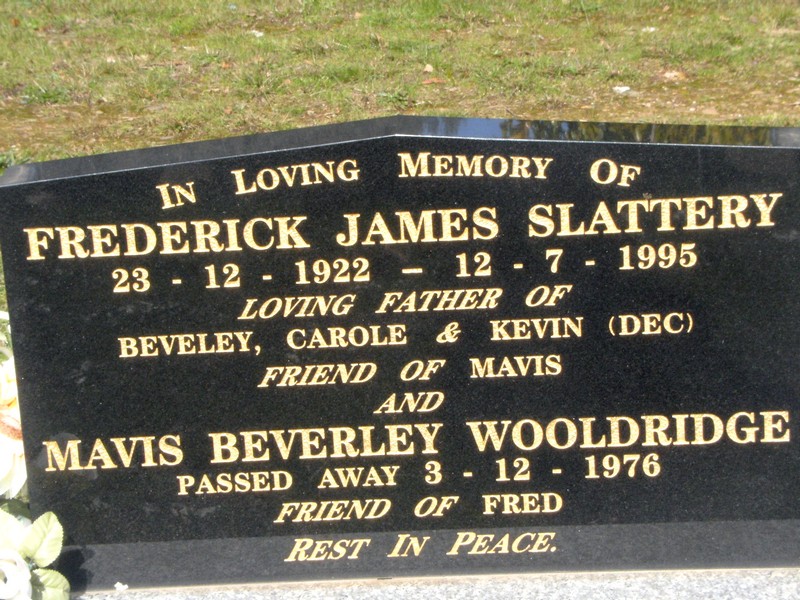 IN LOVING MEMORY OF
FREDERICK JAMES SLATTERY
23 - 12 - 1922 – 12 - 7 - 1995
LOVING FATHER OF
BEVELEY, CAROLE & KEVIN (DEC)
FRIEND OF MAVIS
AND
MAVIS BEVERLEY WOOLDRIDGE
PASSED AWAY 3 - 12 - 1976
FRIEND OF FRED
REST IN PEACE.